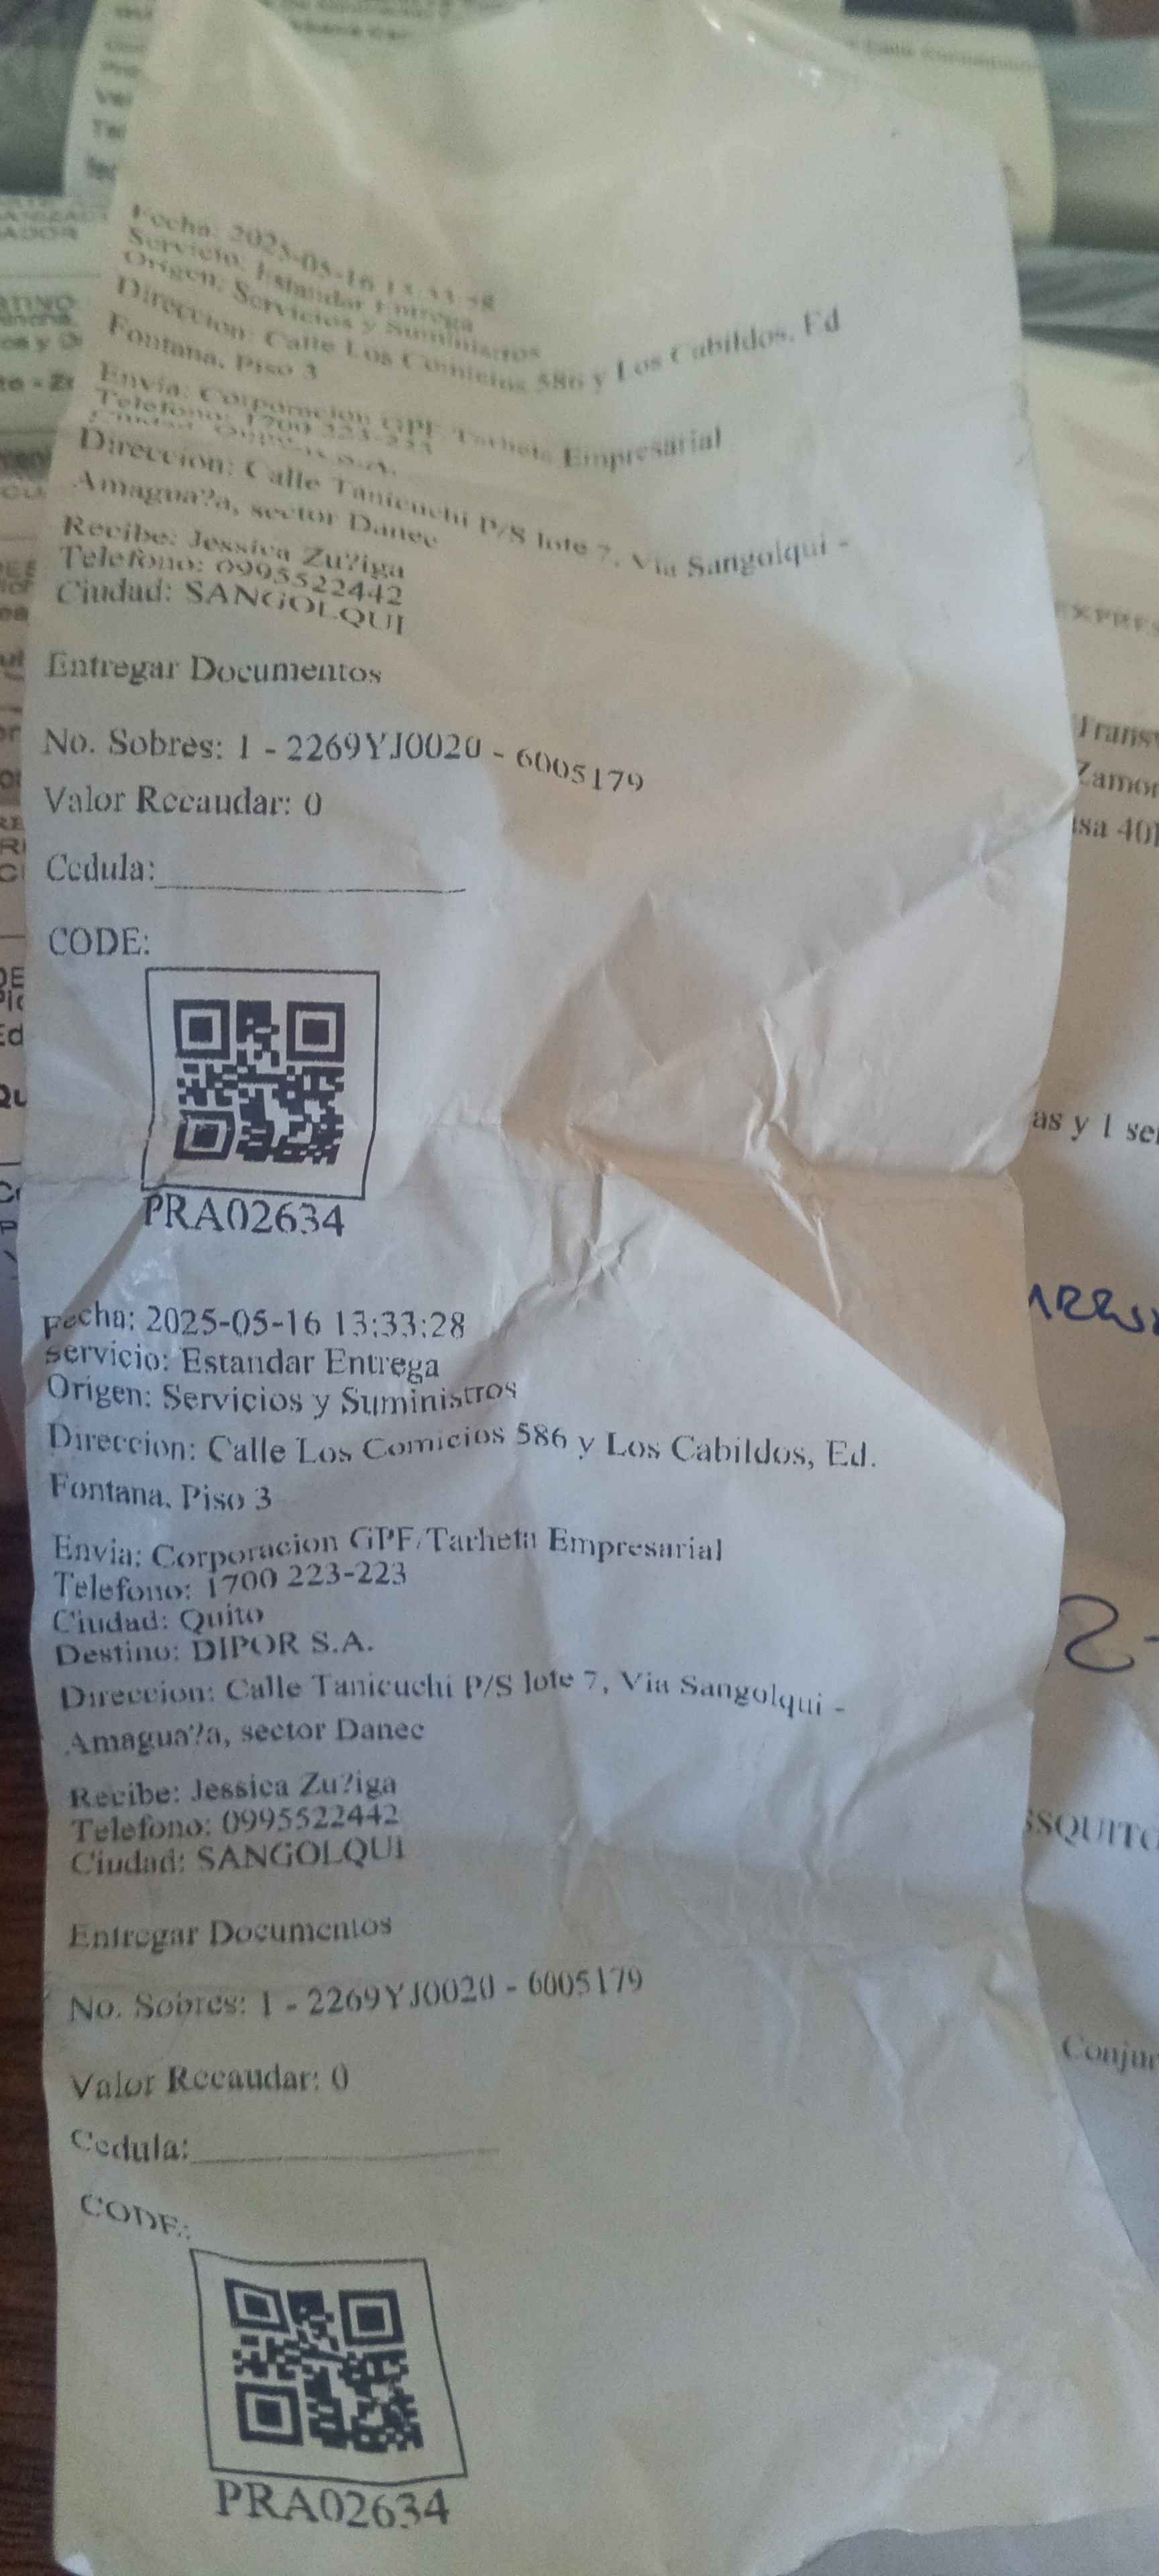 Fecha: 2025-05-16 13:33:28
Servicio: Estandar Entrega
Origen: Servicios y Suministros
Direccion: Calle Los Comicios 586 y Los Cabildos, Ed
Fontana, Piso 3
Envia: Corporacion GPF Tarheta Empresarial
Telefono: 1700 223-223
Ciudad: Quito
S.A.
Direccion: Calle Tanicuchi P/S lote 7, Via Sangolqui -
Amagua?a, sector Danec
Recibe: Jessica Zu?iga
Telefono: 0995522442
Ciudad: SANGOLQUI
Entregar Documentos
No. Sobres: 1 - 2269YJ0020 - 6005179
Valor Recaudar: 0
Cedula:
CODE:
PRA02634
Fecha: 2025-05-16 13:33:28
servicio: Estandar Entrega
Origen: Servicios y Suministros
Direccion: Calle Los Comicios 586 y Los Cabildos, Ed.
Fontana, Piso 3
Envia: Corporacion GPF/Tarheta Empresarial
Telefono: 1700 223-223
Ciudad: Quito
Destino: DIPOR S.A.
Direccion: Calle Tanicuchi P/S lote 7, Via Sangolqui -
Amagua?a, sector Danec
Recibe: Jessica Zu?iga
Telefono: 0995522442
Ciudad: SANGOLQUI
Entregar Documentos
No. Sobres: 1 - 2269YJ0020 - 6005179
Valor Recaudar: 0
Cedula:
CODE:
PRA02634